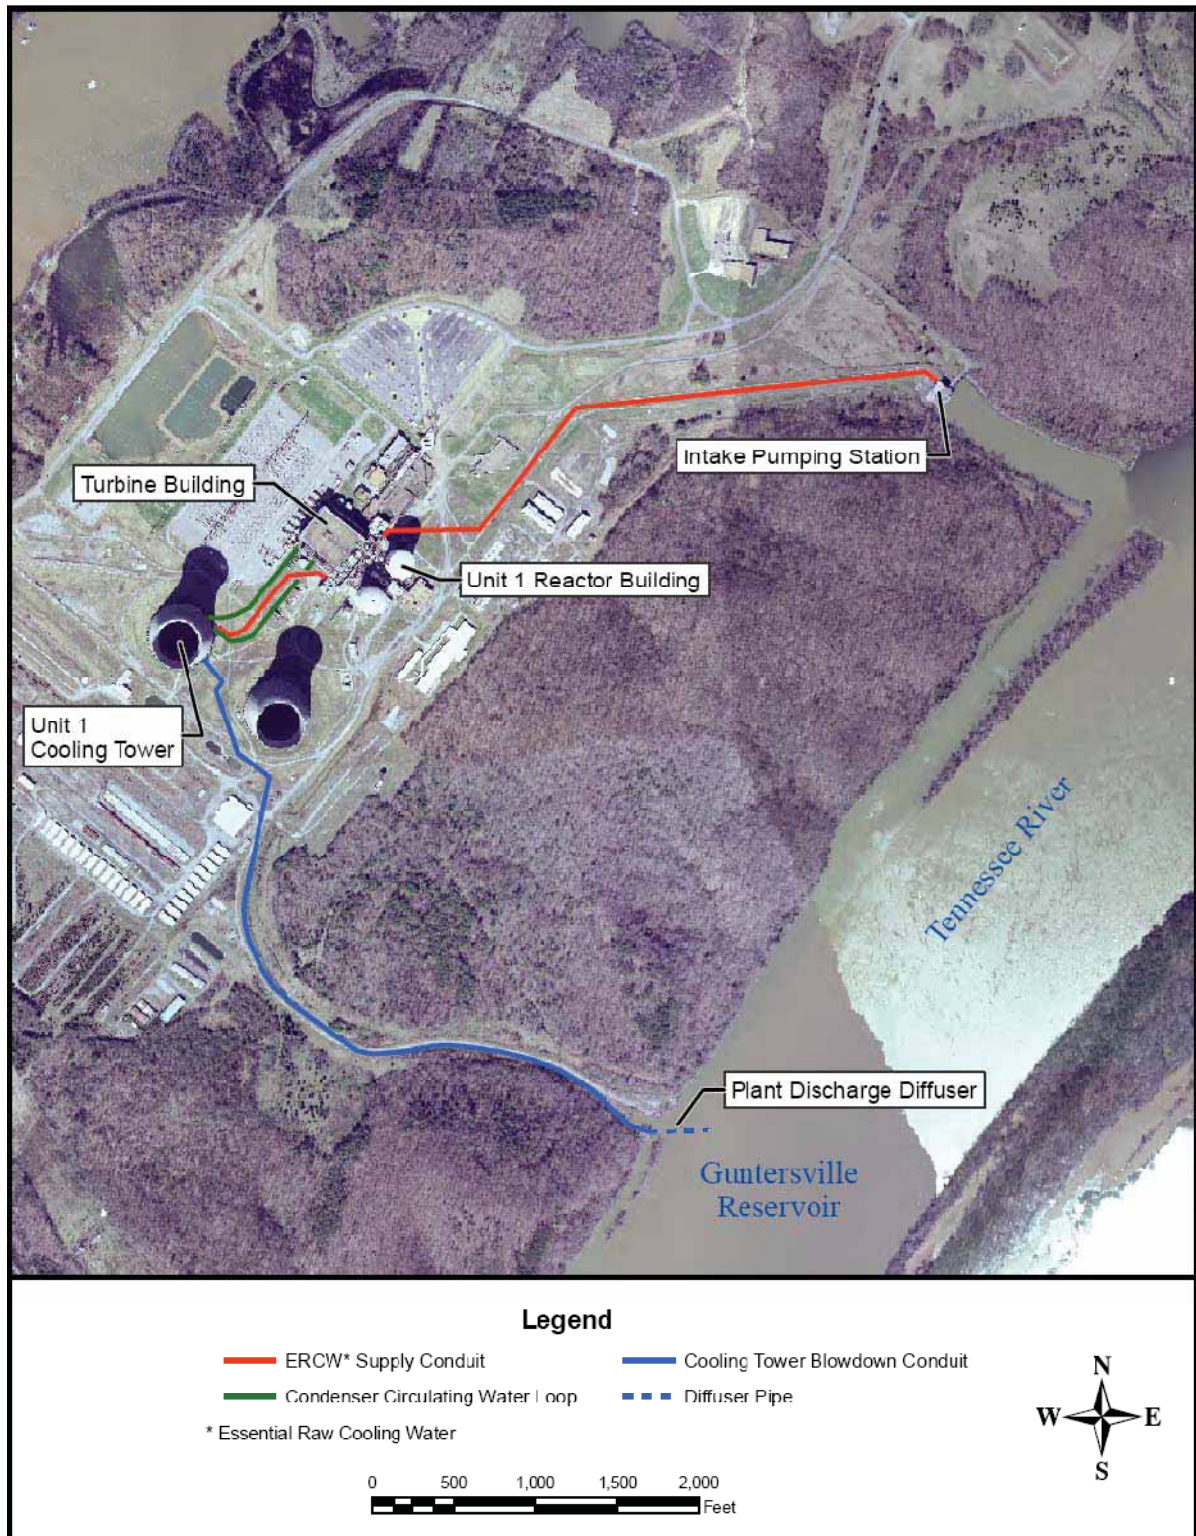 Intake Pumping Station
Turbine Building
Unit 1 Reactor Building
Unit 1
Cooling Tower
Tennessee River
Plant Discharge Diffuser
Guntersville
Reservoir
Legend
ERCW* Supply Conduit
Cooling Tower Blowdown Conduit
Condenser Circulating Water Loop
Diffuser Pipe
* Essential Raw Cooling Water
N
W E
S
0 500 1,000 1,500 2,000
Feet